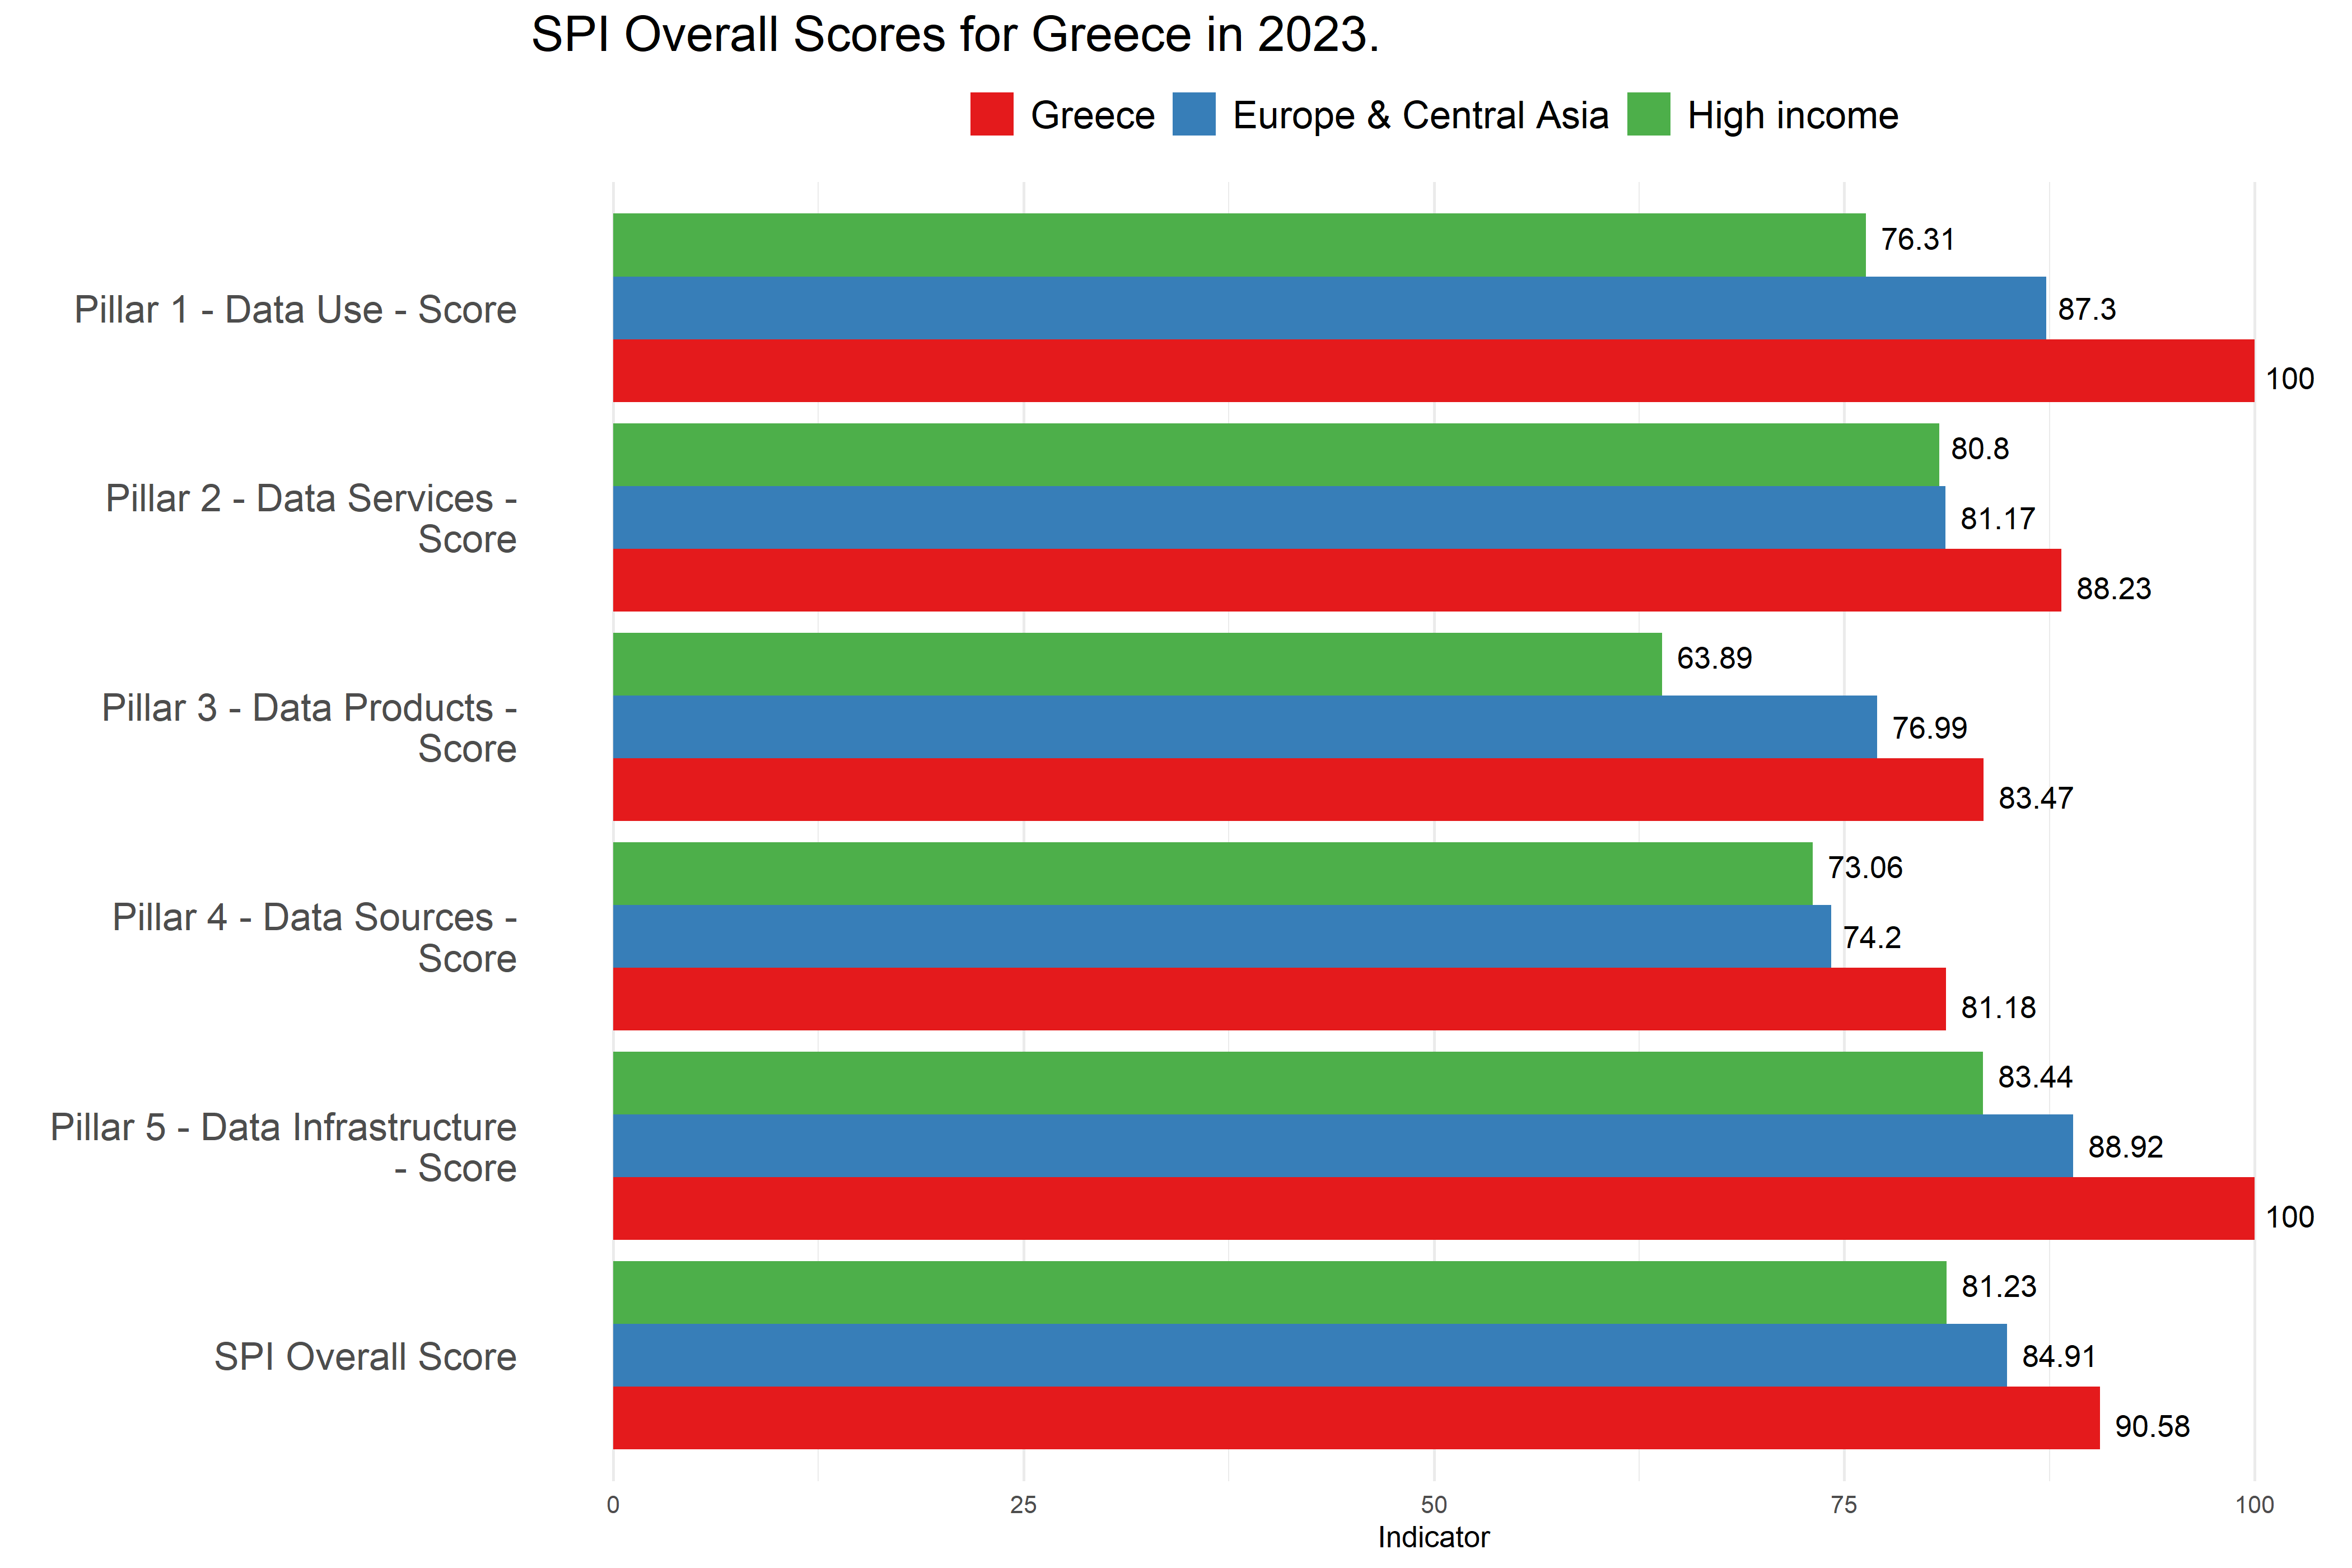 SPI Overall Scores for Greece in 2023.
Greece Europe & Central Asia High income
Pillar 1 - Data Use - Score
76.31
87.3
100
Pillar 2 - Data Services -
Score
80.8
81.17
88.23
Pillar 3 - Data Products -
Score
63.89
76.99
83.47
Pillar 4 - Data Sources -
Score
73.06
74.2
81.18
Pillar 5 - Data Infrastructure
- Score
83.44
88.92
100
SPI Overall Score
81.23
84.91
90.58
0 25 50 75 100
Indicator